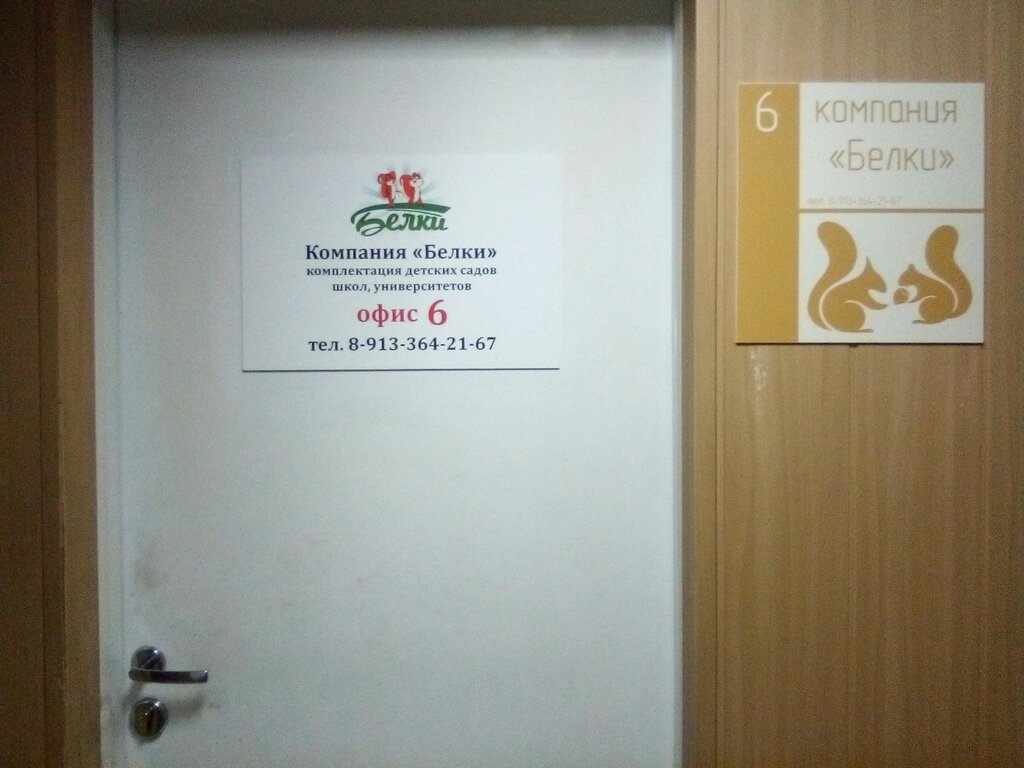 Белки
Компания «Белки»
комплектация детских садов
школ, университетов
офис 6
тел. 8-913-364-21-67
6
компания
«Белки»
тел. 8-913-364-21-67